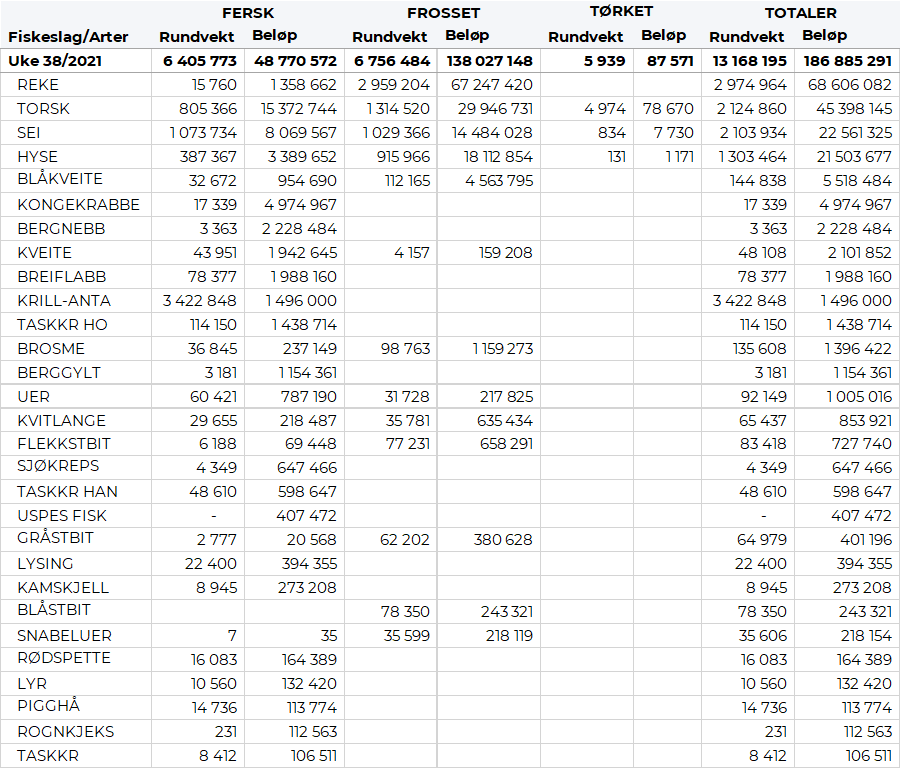 FERSK FROSSET TØRKET TOTALER
Fiskeslag/Arter Rundvekt Beløp Rundvekt Beløp Rundvekt Beløp Rundvekt Beløp
Uke 38/2021 6 405 773 48 770 572 6 756 484 138 027 148 5 939 87 571 13 168 195 186 885 291
REKE 15 760 1 358 662 2 959 204 67 247 420 2 974 964 68 606 082
TORSK 805 366 15 372 744 1 314 520 29 946 731 4 974 78 670 2 124 860 45 398 145
SEI 1 073 734 8 069 567 1 029 366 14 484 028 834 7 730 2 103 934 22 561 325
HYSE 387 367 3 389 652 915 966 18 112 854 131 1 171 1 303 464 21 503 677
BLÅKVEITE 32 672 954 690 112 165 4 563 795 144 838 5 518 484
KONGEKRABBE 17 339 4 974 967 17 339 4 974 967
BERGNEBB 3 363 2 228 484 3 363 2 228 484
KVEITE 43 951 1 942 645 4 157 159 208 48 108 2 101 852
BREIFLABB 78 377 1 988 160 78 377 1 988 160
KRILL-ANTA 3 422 848 1 496 000 3 422 848 1 496 000
TASKKR HO 114 150 1 438 714 114 150 1 438 714
BROSME 36 845 237 149 98 763 1 159 273 135 608 1 396 422
BERGGYLT 3 181 1 154 361 3 181 1 154 361
UER 60 421 787 190 31 728 217 825 92 149 1 005 016
KVITLANGE 29 655 218 487 35 781 635 434 65 437 853 921
FLEKKSTBIT 6 188 69 448 77 231 658 291 83 418 727 740
SJØKREPS 4 349 647 466 4 349 647 466
TASKKR HAN 48 610 598 647 48 610 598 647
USPES FISK - 407 472 - 407 472
GRÅSTBIT 2 777 20 568 62 202 380 628 64 979 401 196
LYSING 22 400 394 355 22 400 394 355
KAMSKJELL 8 945 273 208 8 945 273 208
BLÅSTBIT 78 350 243 321 78 350 243 321
SNABELUER 7 35 35 599 218 119 35 606 218 154
RØDSPETTE 16 083 164 389 16 083 164 389
LYR 10 560 132 420 10 560 132 420
PIGGHÅ 14 736 113 774 14 736 113 774
ROGNKJEKS 231 112 563 231 112 563
TASKKR 8 412 106 511 8 412 106 511